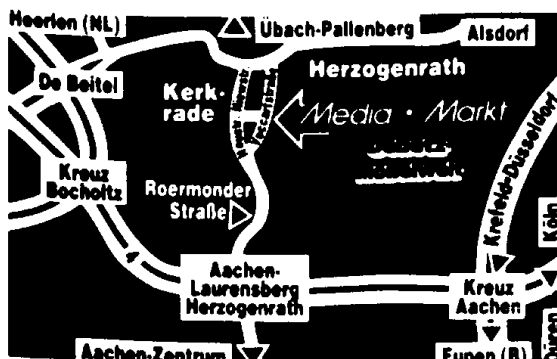 Heerlen (NL)
Übach-Pallenberg
Alsdorf
De Beitel
Herzogenrath
Kerk-
rade
Media · Markt
Kreuz
Bocholtz
Roermonder
Straße
Krefeld-Düsseldorf
Köln
4
Aachen-
Laurensberg
Herzogenrath
Kreuz
Aachen
Aachen-Zentrum
Eupen (B)